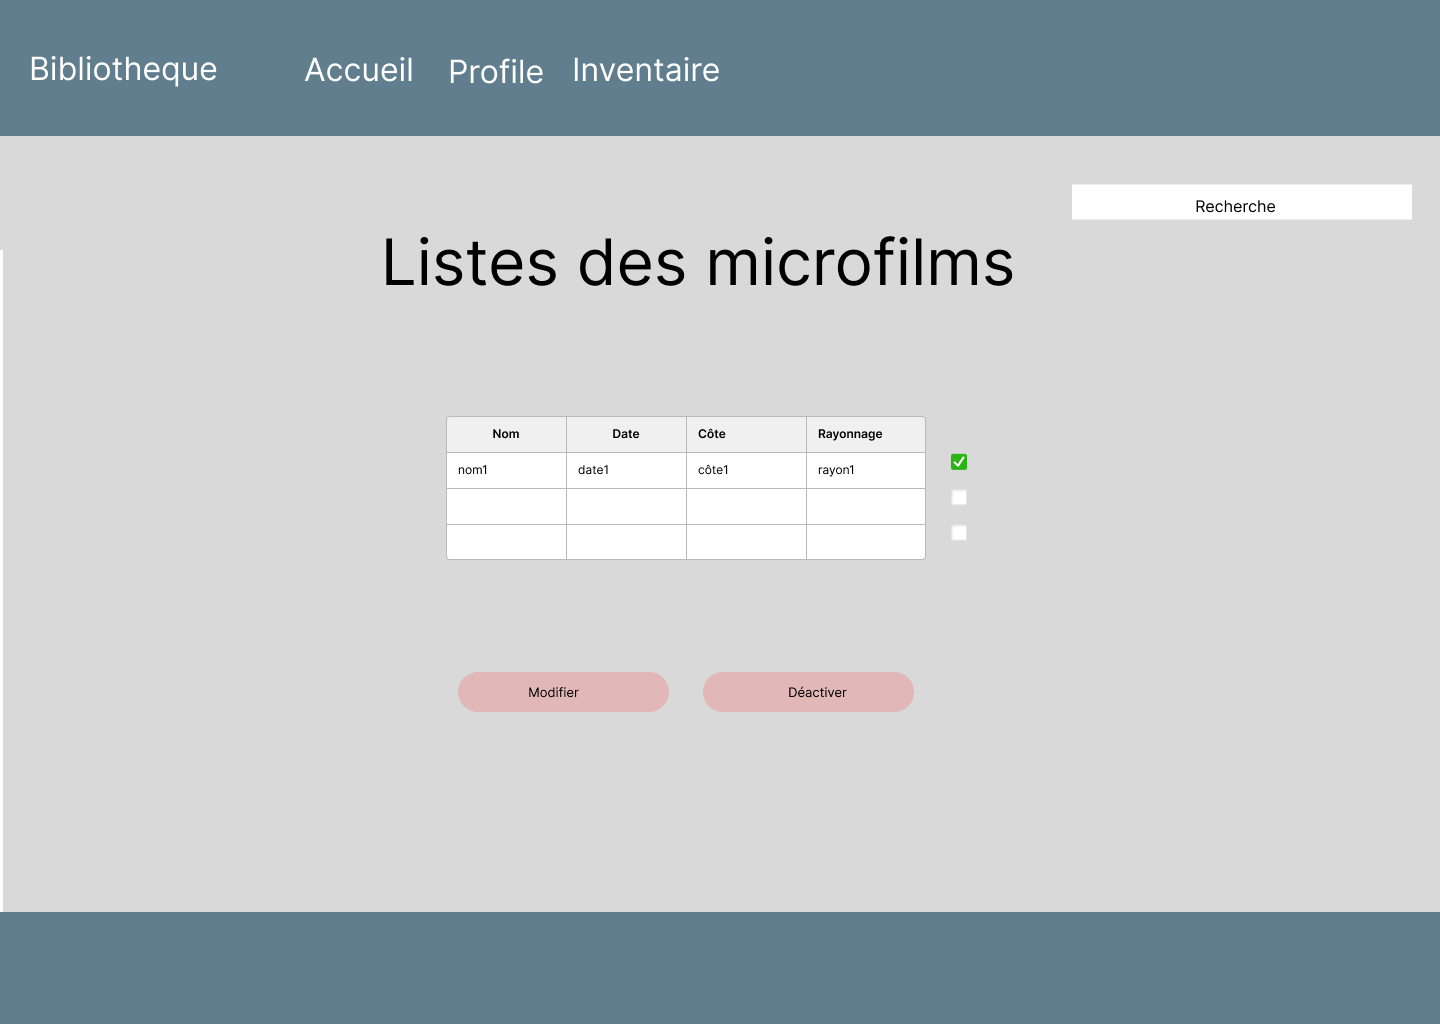 Bibliotheque Accueil Profile Inventaire
Recherche
Listes des microfilms
Nom Date Côte Rayonnage
nom1 date1 côte1 rayon1
Modifier Déactiver